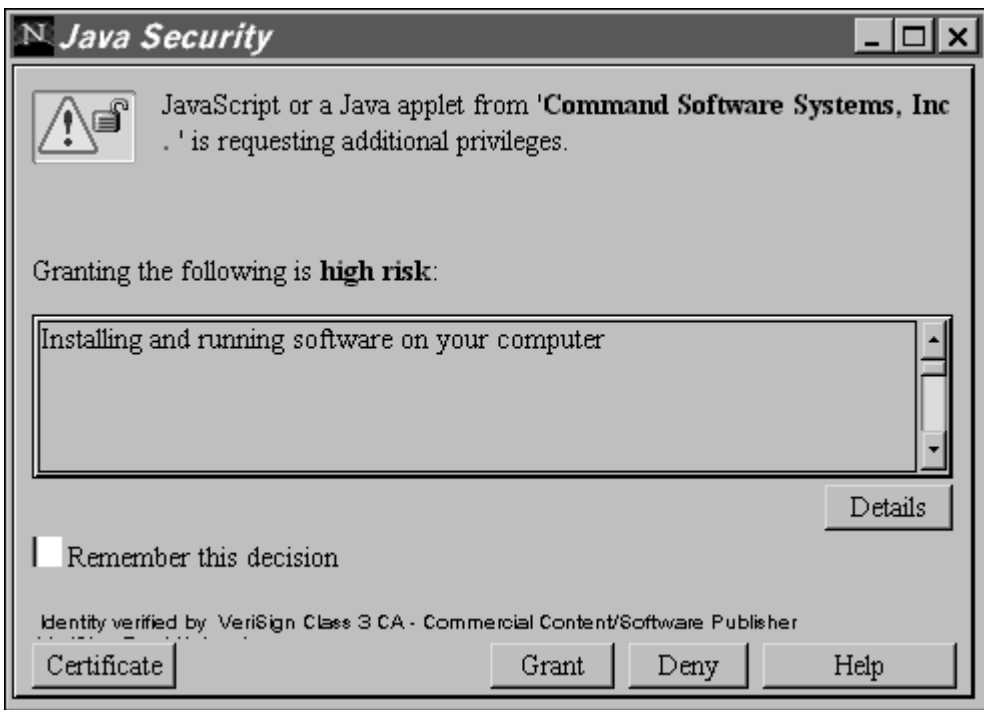 N Java Security
JavaScript or a Java applet from 'Command Software Systems, Inc
. ' is requesting additional privileges.
Granting the following is high risk:
Installing and running software on your computer
Details
Remember this decision
Identity verified by VeriSign Class 3 CA - Commercial Content/Software Publisher
Certificate Grant Deny Help